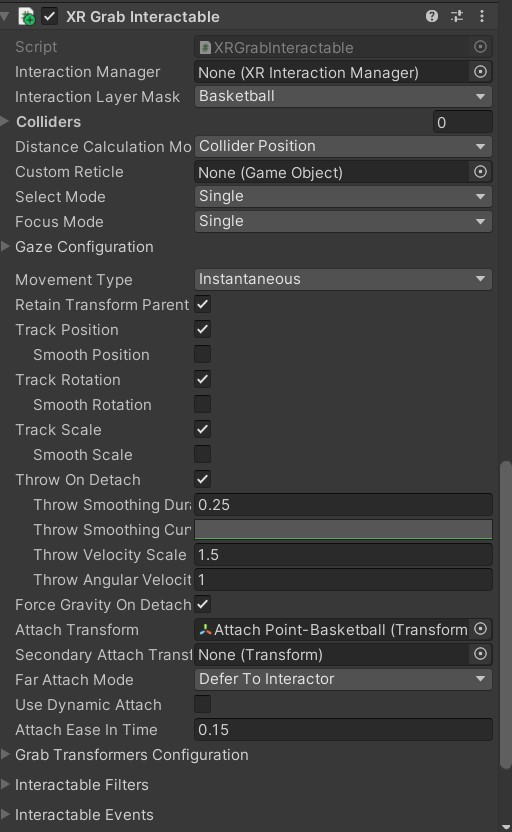 XR Grab Interactable
Script XRGrabInteractable
Interaction Manager None (XR Interaction Manager)
Interaction Layer Mask Basketball
Colliders 0
Distance Calculation Mo Collider Position
Custom Reticle None (Game Object)
Select Mode Single
Focus Mode Single
Gaze Configuration
Movement Type Instantaneous
Retain Transform Parent
Track Position
Smooth Position
Track Rotation
Smooth Rotation
Track Scale
Smooth Scale
Throw On Detach
Throw Smoothing Dura 0.25
Throw Smoothing Curv
Throw Velocity Scale 1.5
Throw Angular Velocit 1
Force Gravity On Detach
Attach Transform Attach Point-Basketball (Transform
Secondary Attach Transf None (Transform)
Far Attach Mode Defer To Interactor
Use Dynamic Attach
Attach Ease In Time 0.15
Grab Transformers Configuration
Interactable Filters
Interactable Events